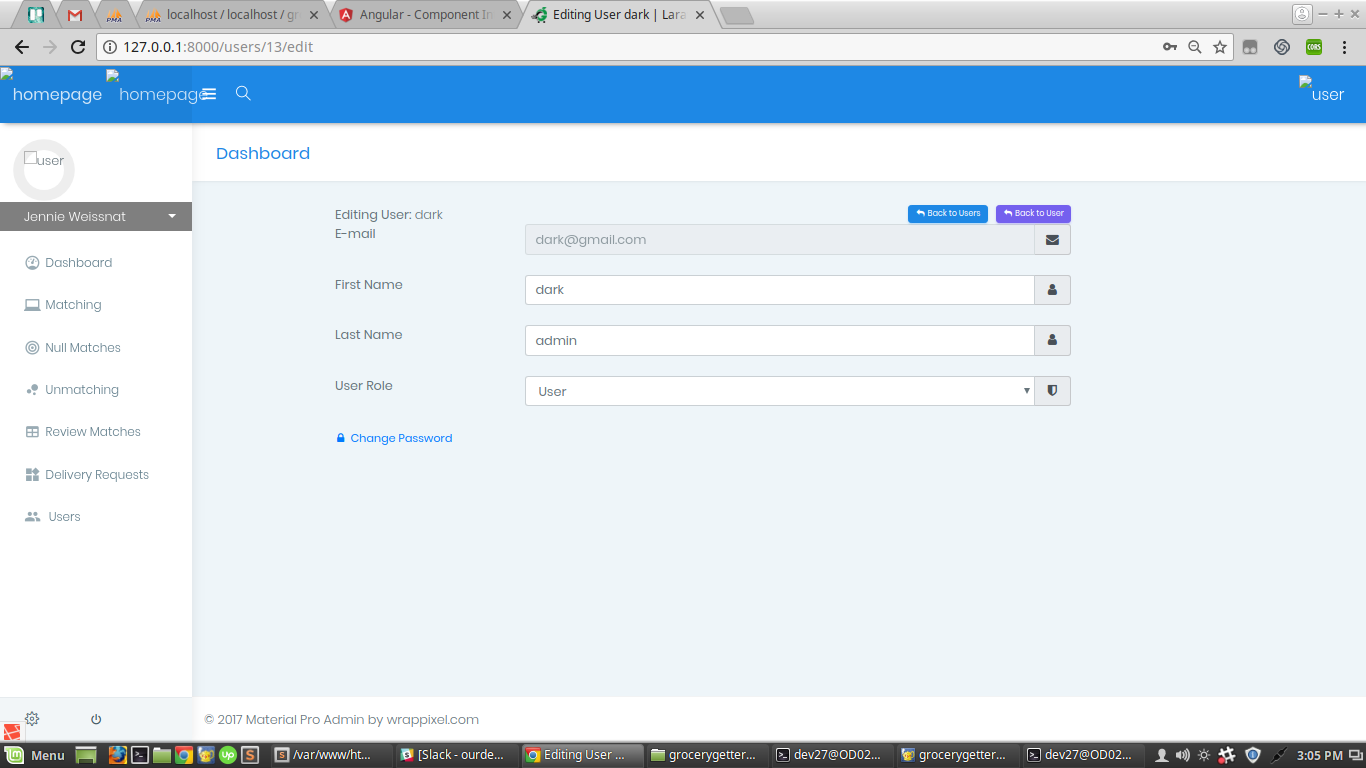 localhost / localhost / gr
Angular - Component In
Editing User dark | Lara
127.0.0.1:8000/users/13/edit
CORS
homepage
homepage
user
user
Dashboard
Jennie Weissnat
Editing User: dark
Back to Users
Back to User
E-mail
dark@gmail.com
First Name
dark
Last Name
admin
User Role
User
Change Password
Dashboard
Matching
Null Matches
Unmatching
Review Matches
Delivery Requests
Users
© 2017 Material Pro Admin by wrappixel.com
Menu
/var/www/ht...
[Slack - ourde...
Editing User ...
grocerygetter...
dev27@OD02...
grocerygetter...
dev27@OD02...
3:05 PM